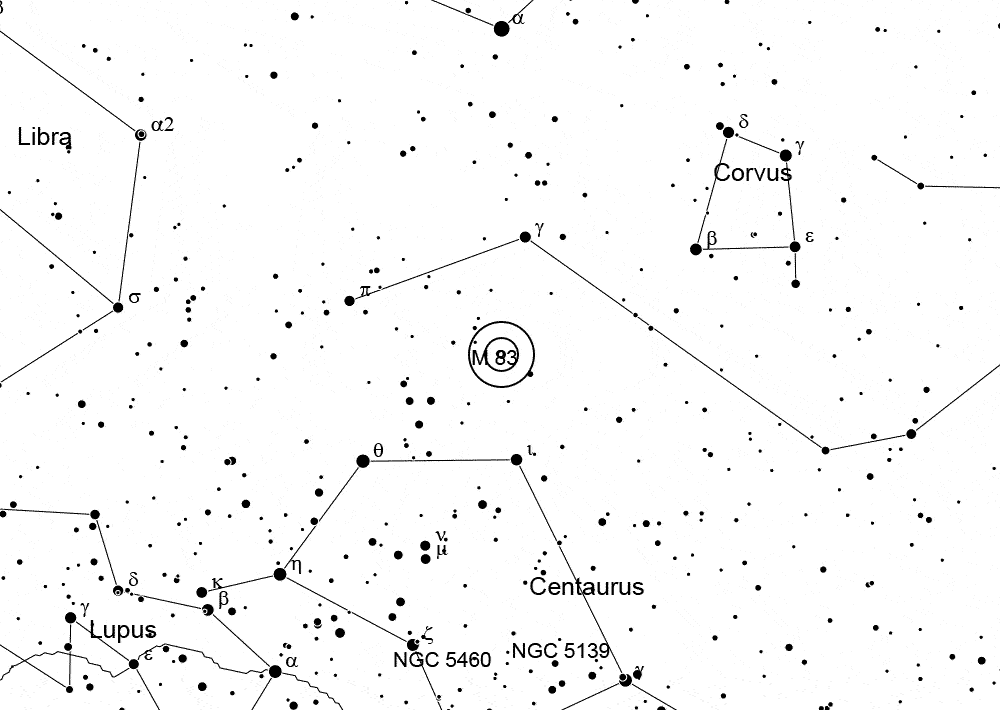 β
α
α2
Libra
δ
γ
Corvus
γ
β
ε
π
σ
M 83
θ
ι
ν
μ
η
δ
κ
β
Centaurus
γ
Lupus
ζ
ε
NGC 5139
NGC 5460
α
γ